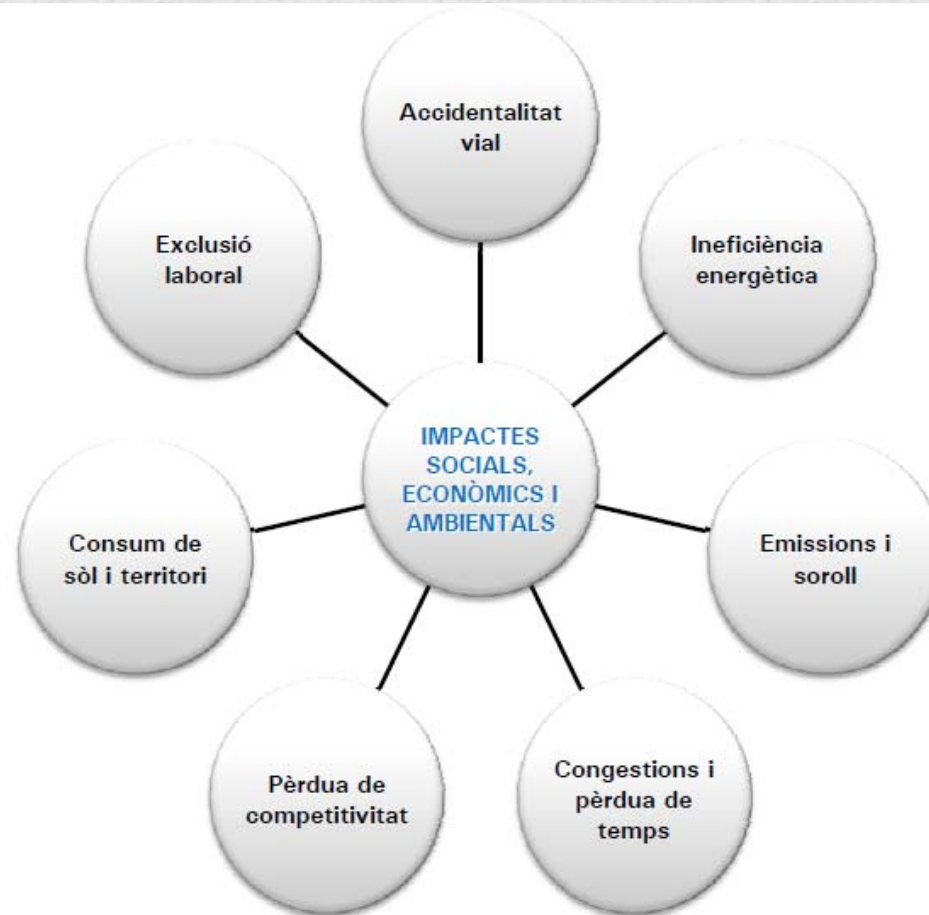 Accidentalitat
vial
Exclusió
laboral
Ineficiència
energètica
IMPACTES
SOCIALS,
ECONÒMICS I
AMBIENTALS
Consum de
sòl i territori
Emissions i
soroll
Pèrdua de
competitivitat
Congestions i
pèrdua de
temps